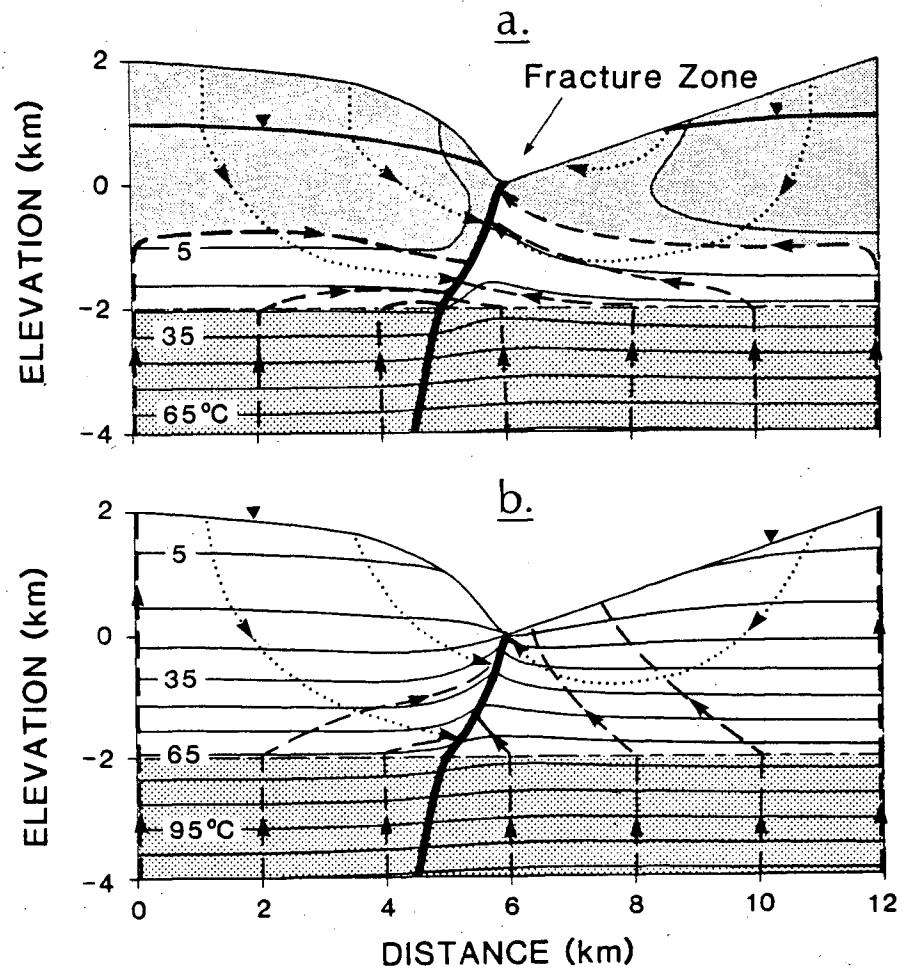 a.
Fracture Zone
ELEVATION (km)
2
0
-2
-4
5
35
65°C
b.
ELEVATION (km)
2
0
-2
-4
5
35
65
95°C
0 2 4 6 8 10 12
DISTANCE (km)